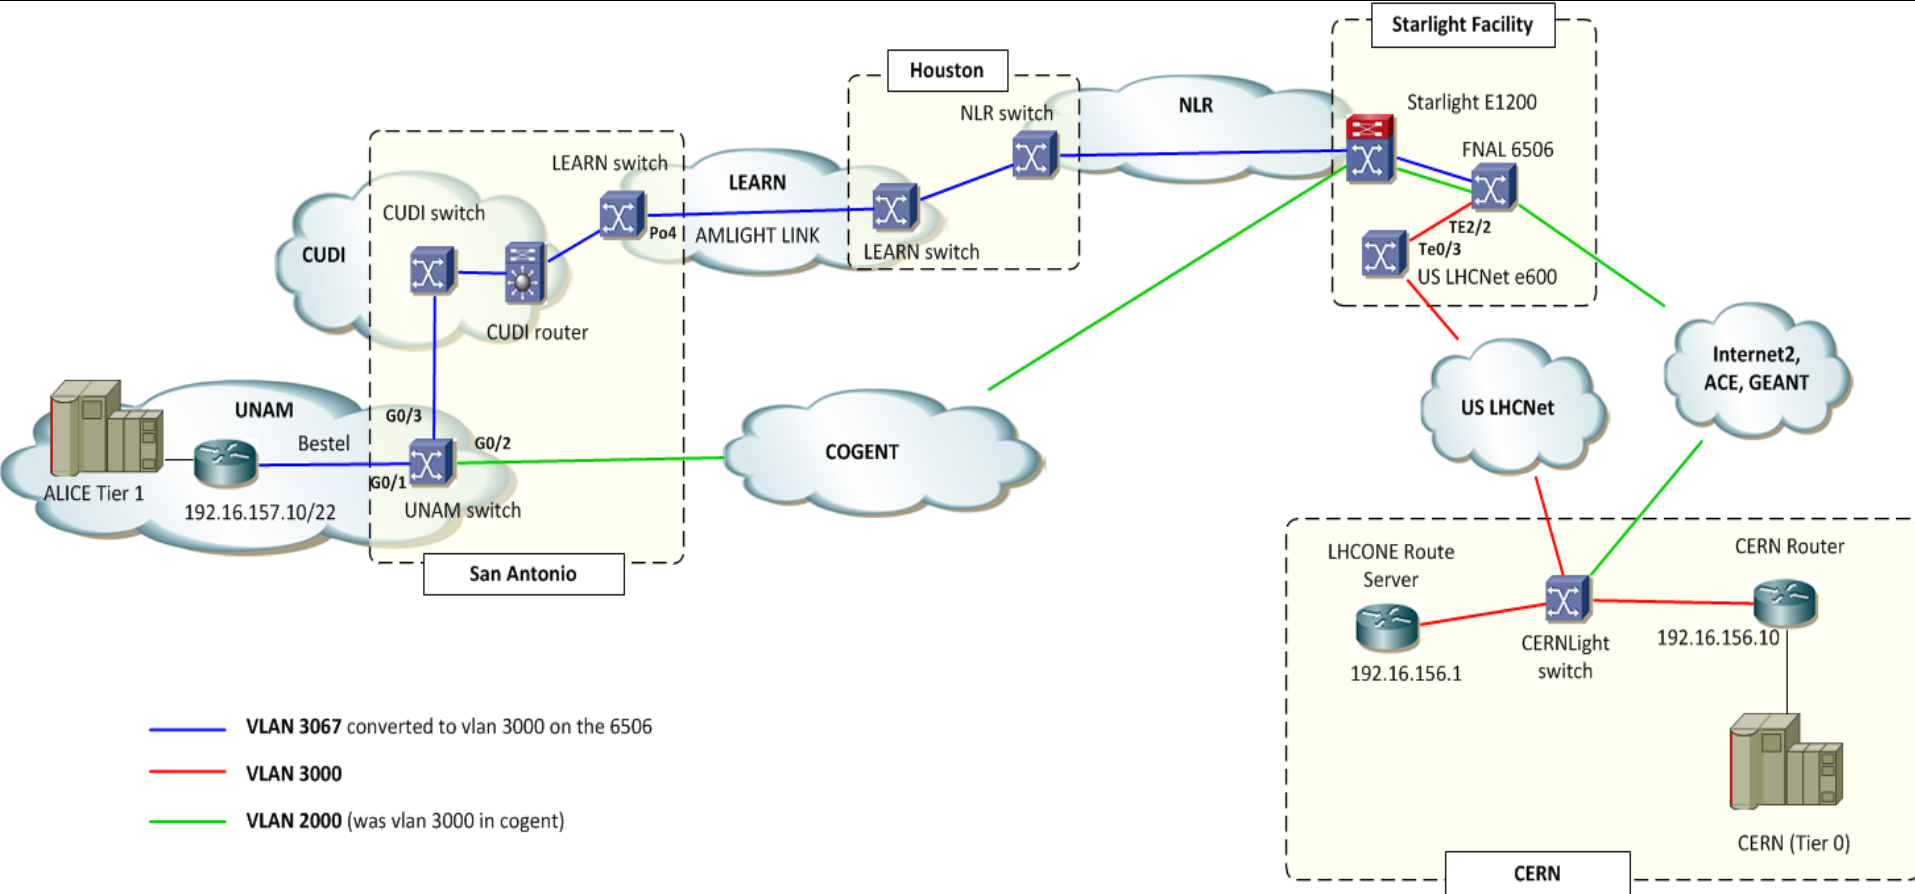 Starlight Facility
Houston
Starlight E1200
NLR switch
NLR
FNAL 6506
LEARN switch
LEARN
CUDI switch
Po4
AMLIGHT LINK
TE2/2
Te0/3
CUDI
LEARN switch
US LHCNet e600
CUDI router
Internet2,
ACE, GEANT
UNAM
G0/3
US LHCNet
Bestel
G0/2
COGENT
G0/1
ALICE Tier 1
192.16.157.10/22
UNAM switch
San Antonio
LHCONE Route
Server
CERN Router
192.16.156.10
CERNLight
switch
192.16.156.1
VLAN 3067 converted to vlan 3000 on the 6506
VLAN 3000
VLAN 2000 (was vlan 3000 in cogent)
CERN (Tier 0)
CERN